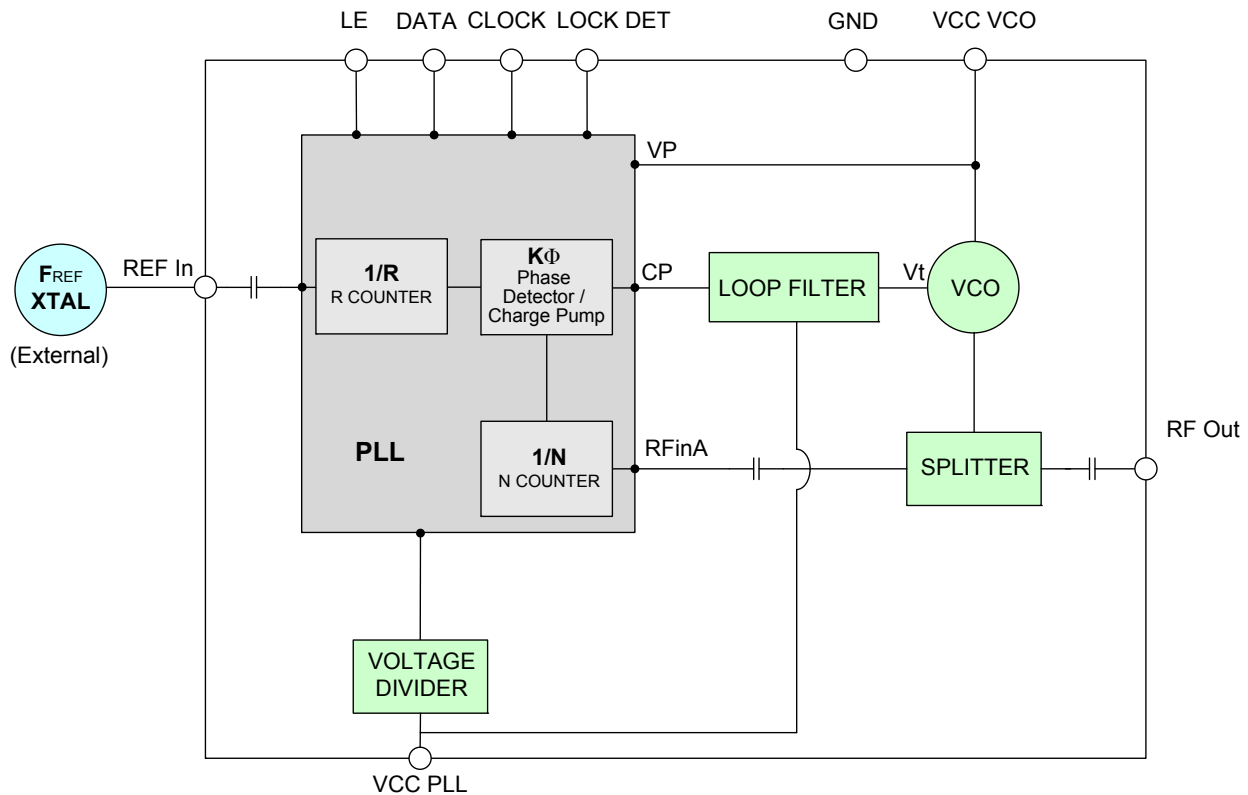 LE
DATA
CLOCK
LOCK DET
GND
VCC VCO
VP
FREF
XTAL
(External)
REF In
1/R
R COUNTER
KΦ
Phase
Detector /
Charge Pump
CP
LOOP FILTER
Vt
VCO
PLL
1/N
N COUNTER
RFinA
SPLITTER
RF Out
VOLTAGE
DIVIDER
VCC PLL